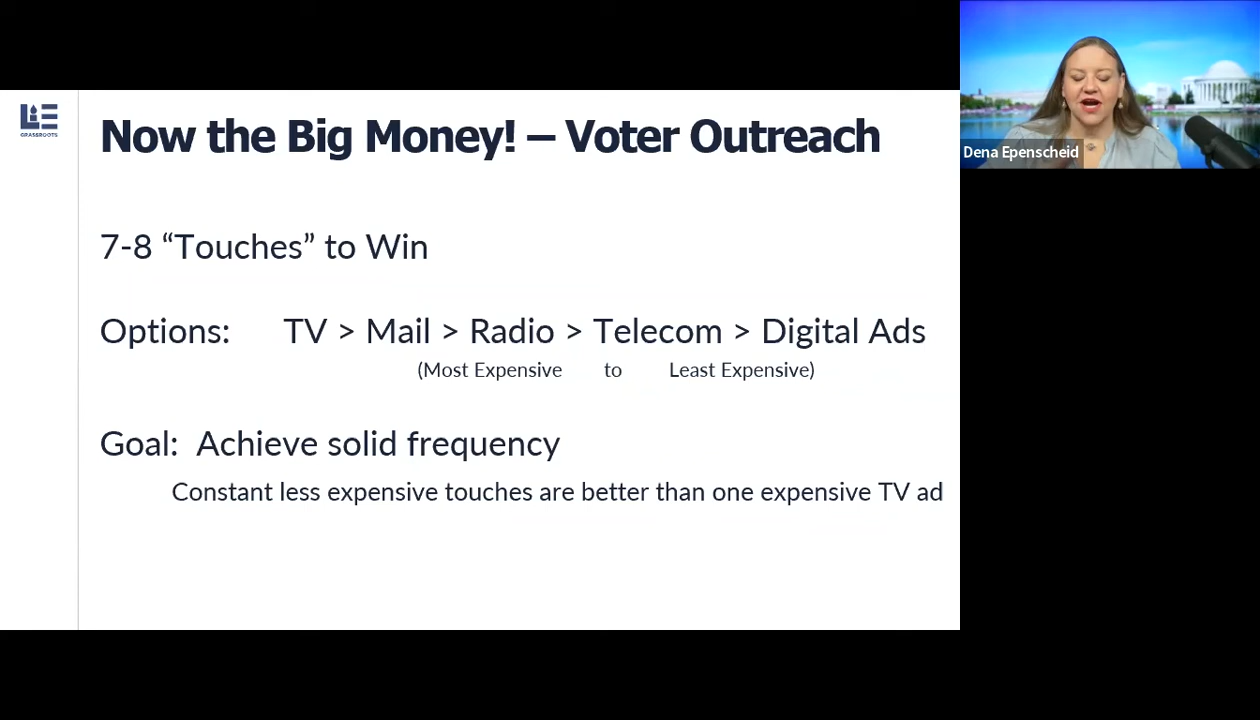 LE
GRASSROOTS
Now the Big Money! – Voter Outreach
7-8 “Touches” to Win
Options: TV > Mail > Radio > Telecom > Digital Ads
(Most Expensive to Least Expensive)
Goal: Achieve solid frequency
Constant less expensive touches are better than one expensive TV ad
Dena Epenscheid